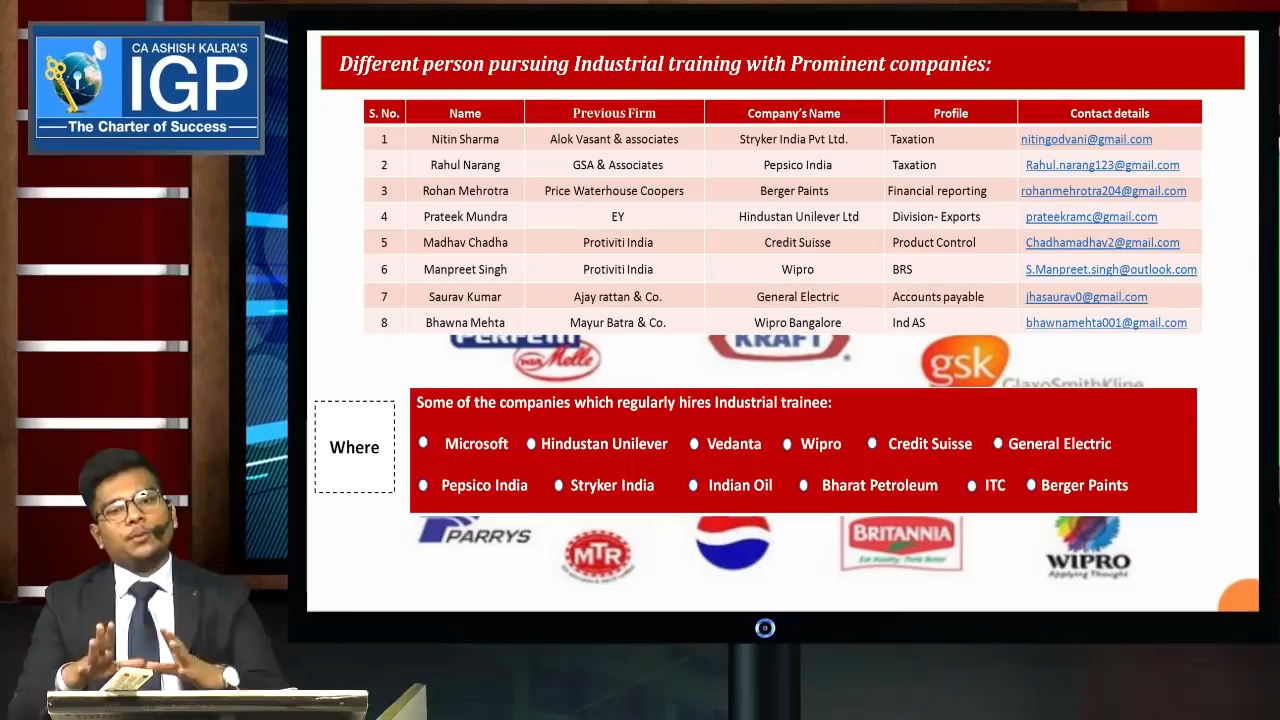 CA ASHISH KALRA'S
IGP
The Charter of Success
Different person pursuing Industrial training with Prominent companies:
S. No. Name Previous Firm Company's Name Profile Contact details
1 Nitin Sharma Alok Vasant & associates Stryker India Pvt Ltd. Taxation nitingodvani@gmail.com
2 Rahul Narang GSA & Associates Pepsico India Taxation Rahul.narang123@gmail.com
3 Rohan Mehrotra Price Waterhouse Coopers Berger Paints Financial reporting rohanmehrotra204@gmail.com
4 Prateek Mundra EY Hindustan Unilever Ltd Division- Exports prateekramc@gmail.com
5 Madhav Chadha Protiviti India Credit Suisse Product Control Chadhamadhav2@gmail.com
6 Manpreet Singh Protiviti India Wipro BRS S.Manpreet.singh@outlook.com
7 Saurav Kumar Ajay rattan & Co. General Electric Accounts payable jhasaurav0@gmail.com
8 Bhawna Mehta Mayur Batra & Co. Wipro Bangalore Ind AS bhawnamehta001@gmail.com
PERFETTI van Melle KRAFT gsk GlaxoSmithKline
Where
Some of the companies which regularly hires Industrial trainee:
Microsoft Hindustan Unilever Vedanta Wipro Credit Suisse General Electric
Pepsico India Stryker India Indian Oil Bharat Petroleum ITC Berger Paints
PARRYS MTR BRITANNIA WIPRO
Applying Thought